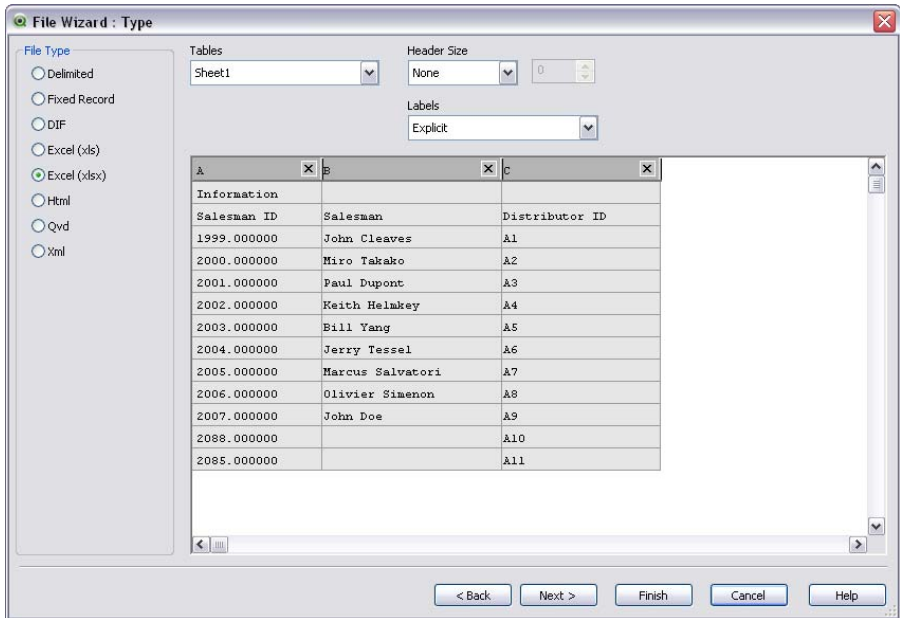 File Wizard : Type
File Type
Delimited
Fixed Record
DIF
Excel (xls)
Excel (xlsx)
Html
Qvd
Xml
Tables
Sheet1
Header Size
None
0
Labels
Explicit
A B C
Information
Salesman ID Salesman Distributor ID
1999.000000 John Cleaves A1
2000.000000 Miro Takako A2
2001.000000 Paul Dupont A3
2002.000000 Keith Helmkey A4
2003.000000 Bill Yang A5
2004.000000 Jerry Tessel A6
2005.000000 Marcus Salvatori A7
2006.000000 Olivier Simenon A8
2007.000000 John Doe A9
2088.000000 A10
2085.000000 A11
< Back Next > Finish Cancel Help